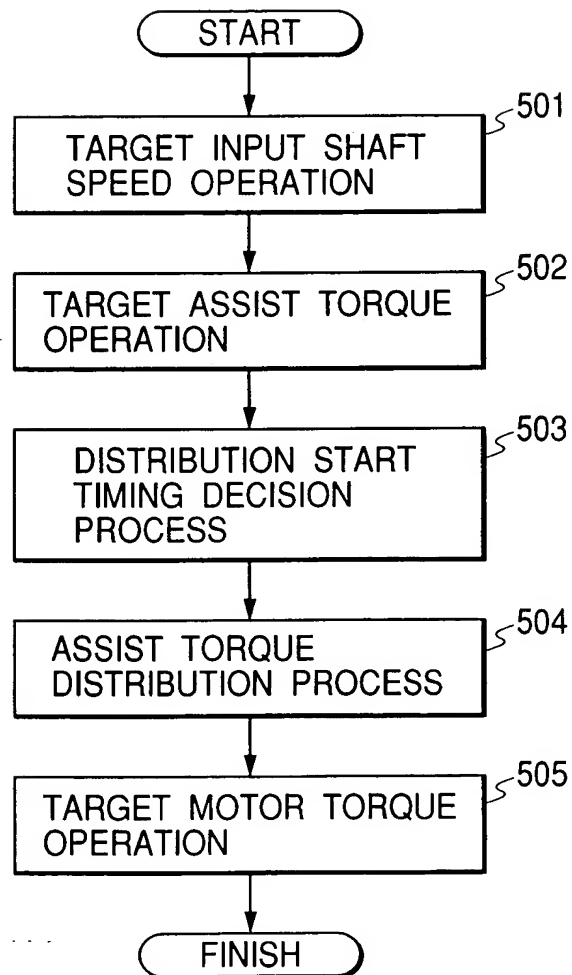 START
501
TARGET INPUT SHAFT
SPEED OPERATION
502
TARGET ASSIST TORQUE
OPERATION
503
DISTRIBUTION START
TIMING DECISION
PROCESS
504
ASSIST TORQUE
DISTRIBUTION PROCESS
505
TARGET MOTOR TORQUE
OPERATION
FINISH